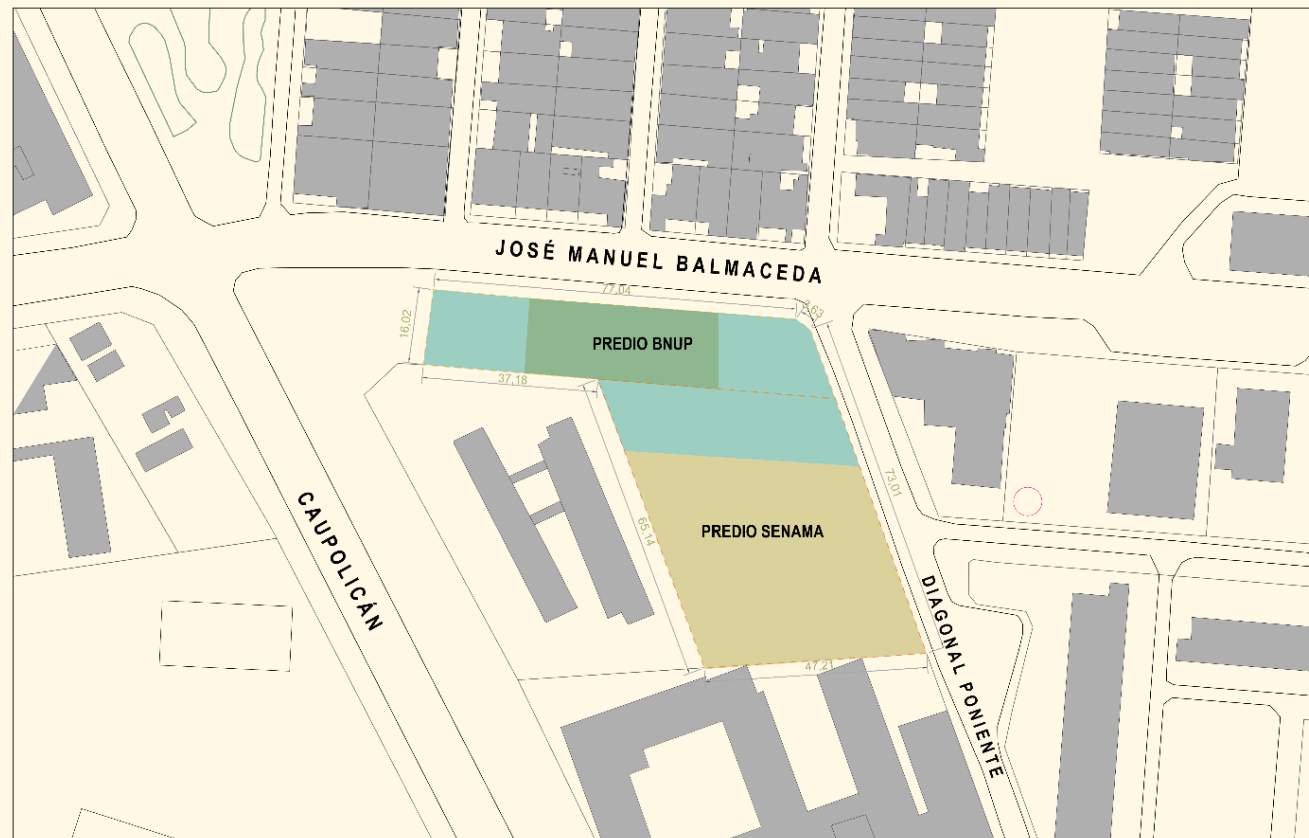 JOSÉ MANUEL BALMACEDA
77,04
3,63
16,02
PREDIO BNUP
37,18
73,01
65,14
PREDIO SENAMA
CAUPOLICÁN
DIAGONAL PONIENTE
47,21